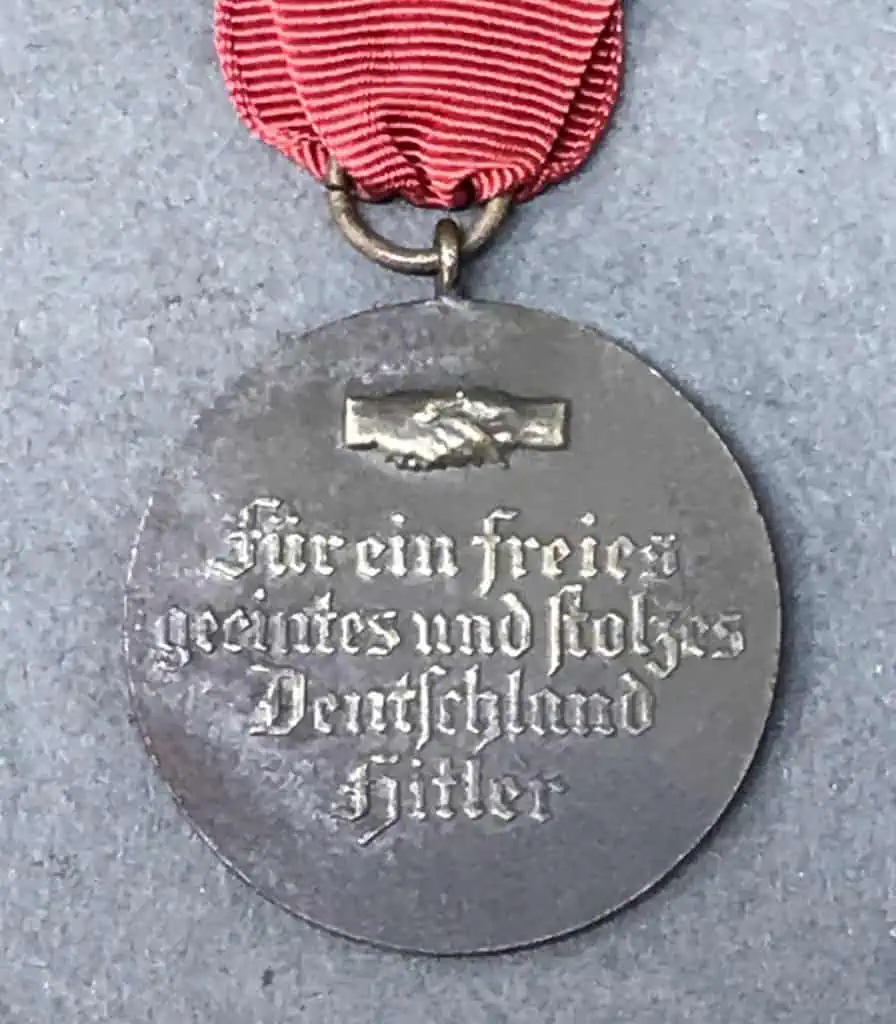 Für ein freies
geeintes und stolzes
Deutschland
Hitler